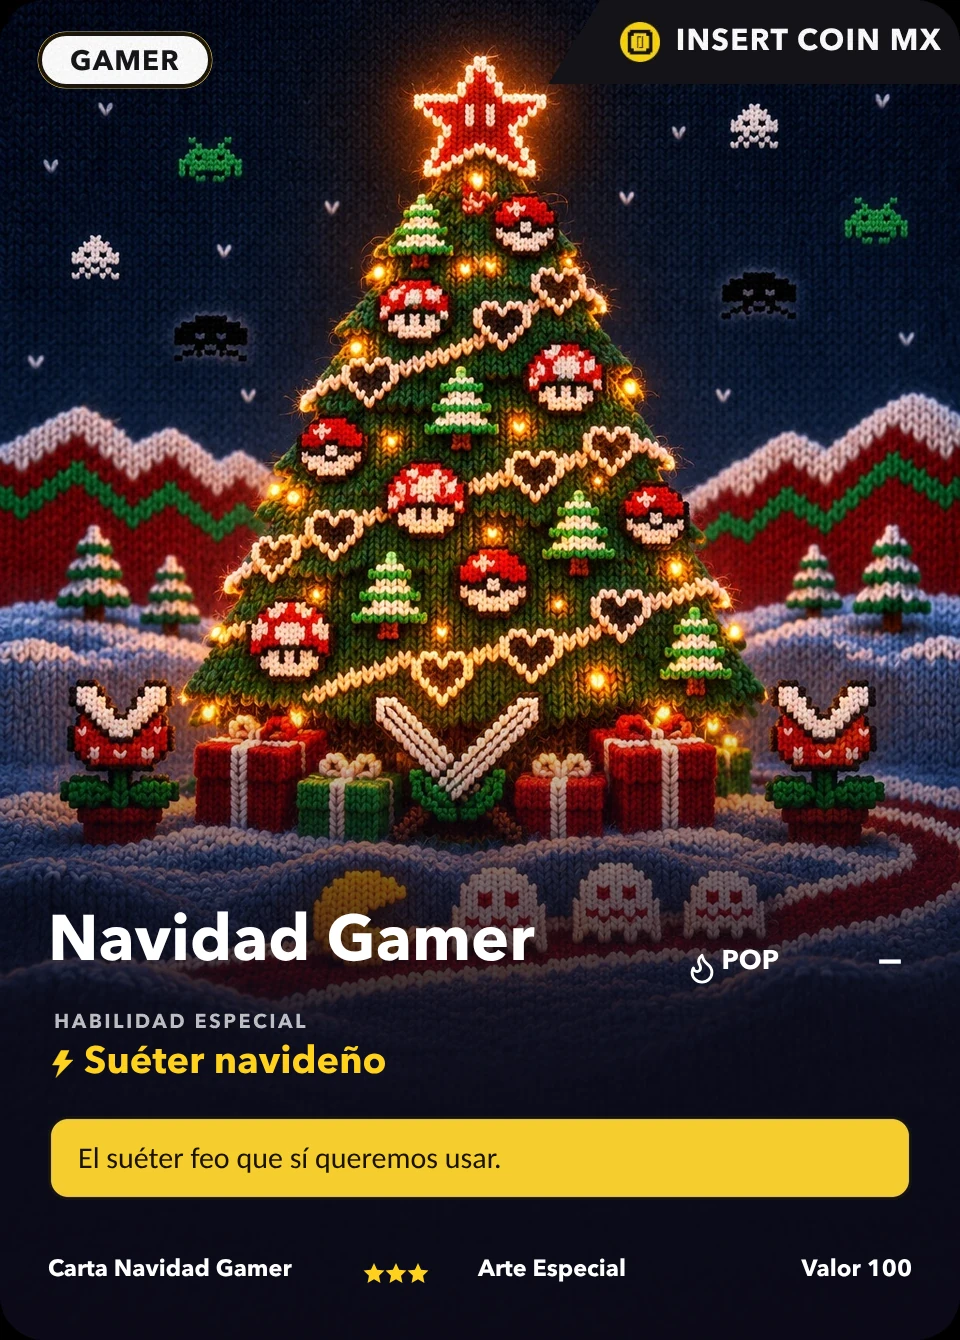 GAMER
INSERT COIN MX
Navidad Gamer
POP
–
HABILIDAD ESPECIAL
Suéter navideño
El suéter feo que sí queremos usar.
Carta Navidad Gamer
Arte Especial
Valor 100